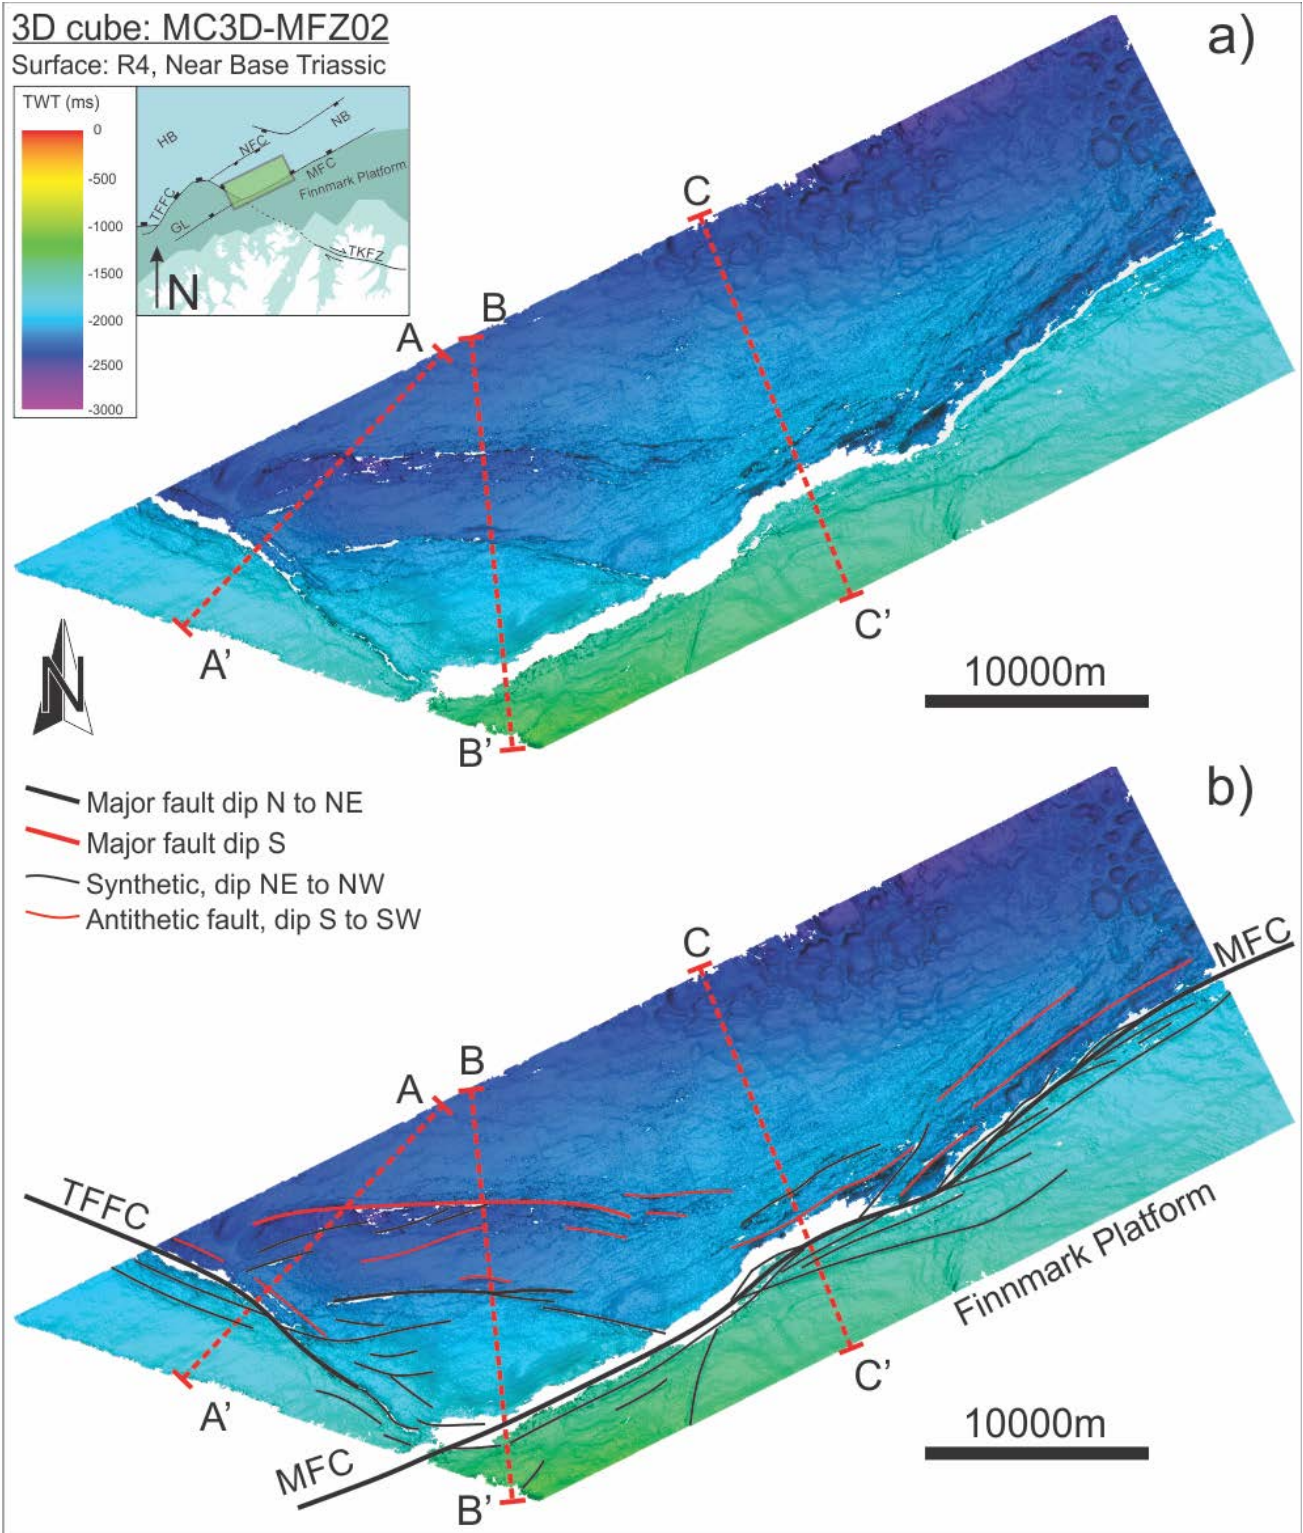 3D cube: MC3D-MFZ02
Surface: R4, Near Base Triassic
a)
TWT (ms)
0
-500
-1000
-1500
-2000
-2500
-3000
HB
NFC
NB
MFC
Finnmark Platform
TFFC
GL
TKFZ
N
A
B
C
A'
B'
C'
N
10000m
b)
Major fault dip N to NE
Major fault dip S
Synthetic, dip NE to NW
Antithetic fault, dip S to SW
C
MFC
B
A
TFFC
Finnmark Platform
A'
C'
MFC
B'
10000m